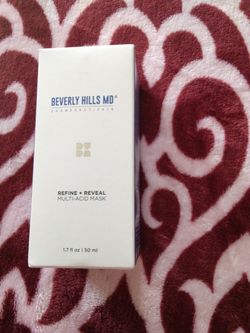 BEVERLY HILLS MD®
REFINE + REVEAL
MULTI-ACID MASK
1.7 fl oz | 50 ml